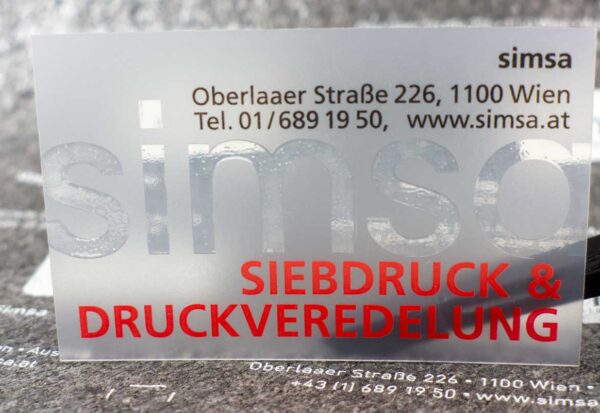 simsa
Oberlaaer Straße 226, 1100 Wien
Tel. 01/689 19 50, www.simsa.at
simsa
SIEBDRUCK &
DRUCKVEREDELUNG
Oberlaaer Straße 226 • 1100 Wien •
+43 (1) 689 19 50 • www.simsa